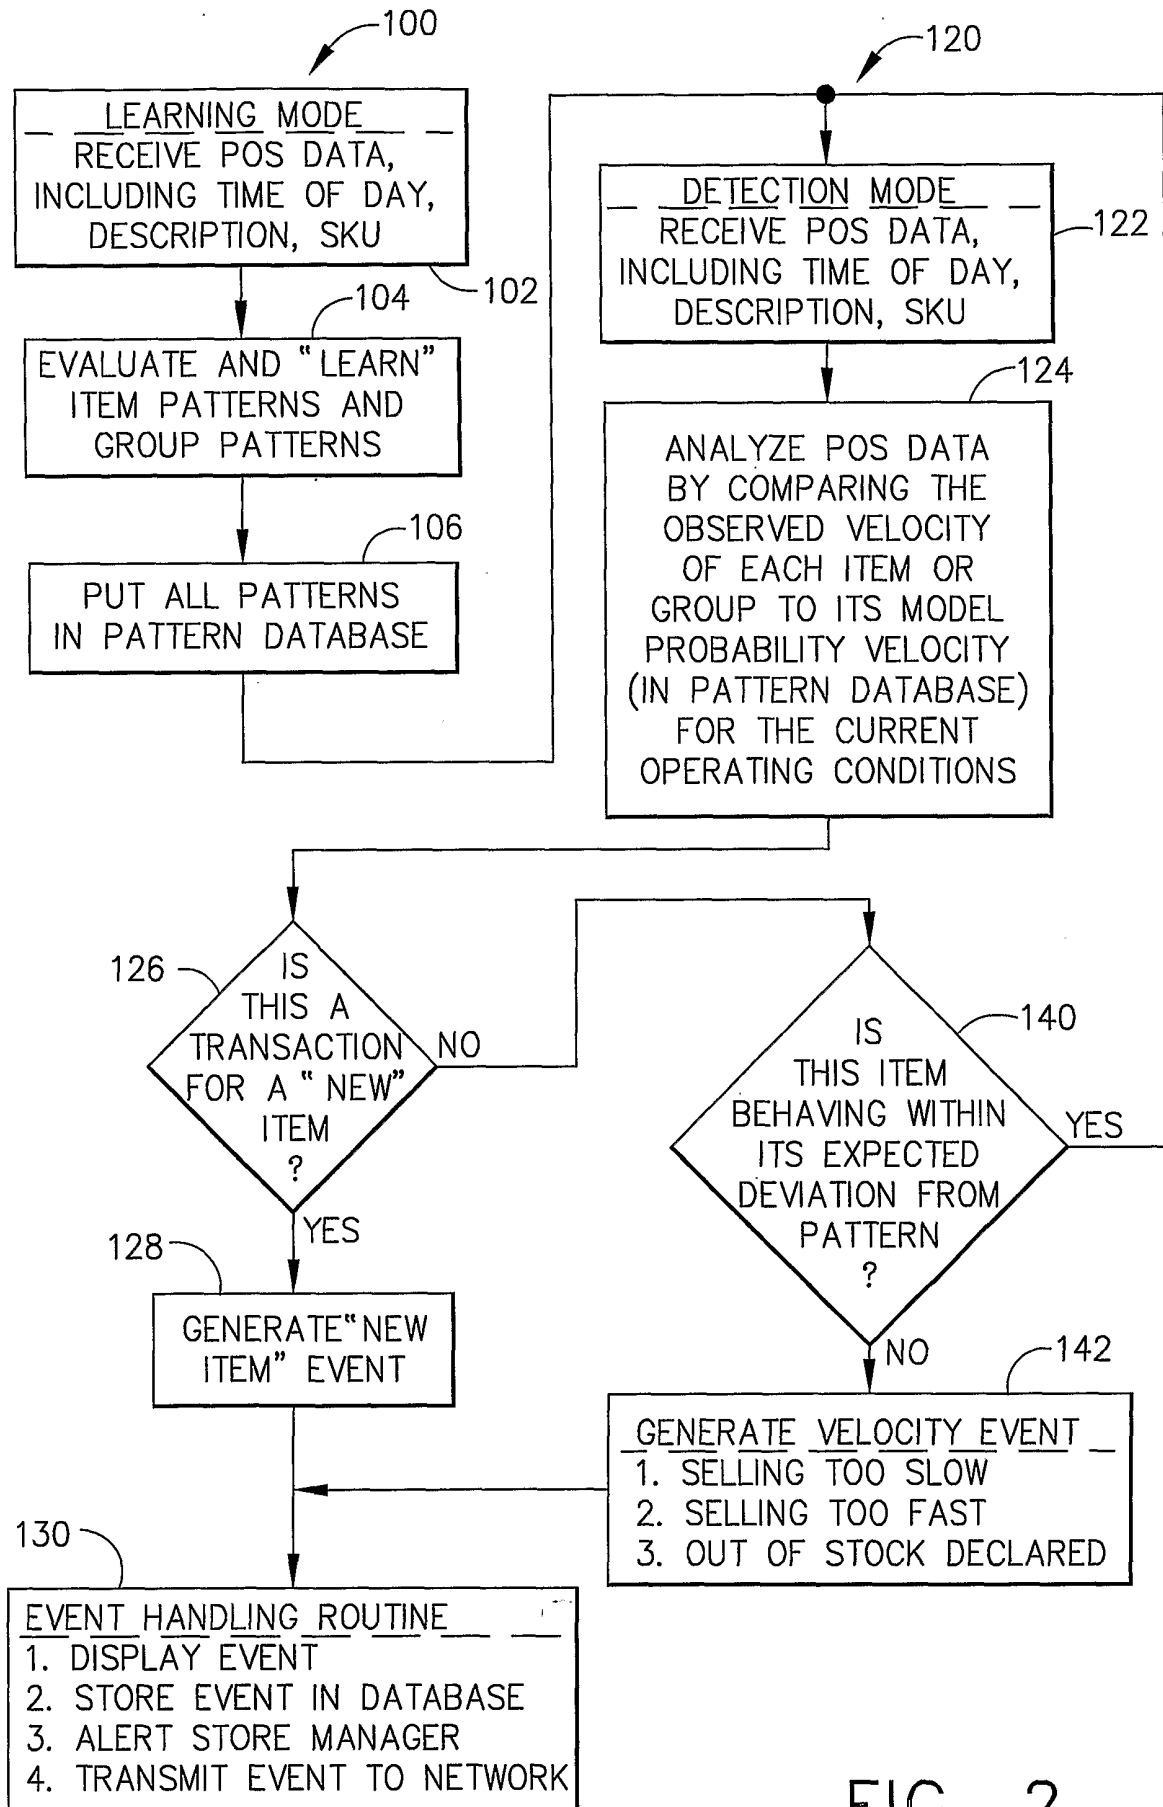 100
LEARNING MODE
RECEIVE POS DATA,
INCLUDING TIME OF DAY,
DESCRIPTION, SKU
102
104
EVALUATE AND "LEARN"
ITEM PATTERNS AND
GROUP PATTERNS
106
PUT ALL PATTERNS
IN PATTERN DATABASE
120
DETECTION MODE
RECEIVE POS DATA,
INCLUDING TIME OF DAY,
DESCRIPTION, SKU
122
124
ANALYZE POS DATA
BY COMPARING THE
OBSERVED VELOCITY
OF EACH ITEM OR
GROUP TO ITS MODEL
PROBABILITY VELOCITY
(IN PATTERN DATABASE)
FOR THE CURRENT
OPERATING CONDITIONS
126
IS
THIS A
TRANSACTION
FOR A "NEW"
ITEM
?
NO
YES
128
GENERATE "NEW
ITEM" EVENT
140
IS
THIS ITEM
BEHAVING WITHIN
ITS EXPECTED
DEVIATION FROM
PATTERN
?
YES
NO
142
GENERATE VELOCITY EVENT
1. SELLING TOO SLOW
2. SELLING TOO FAST
3. OUT OF STOCK DECLARED
130
EVENT HANDLING ROUTINE
1. DISPLAY EVENT
2. STORE EVENT IN DATABASE
3. ALERT STORE MANAGER
4. TRANSMIT EVENT TO NETWORK
FIG. 2